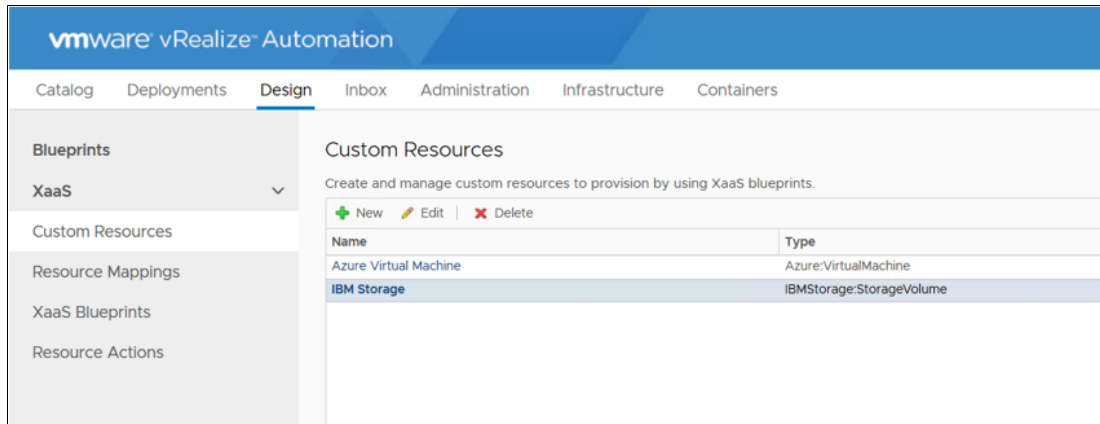 vmware® vRealize™ Automation
Catalog Deployments Design Inbox Administration Infrastructure Containers
Blueprints
XaaS
Custom Resources
Resource Mappings
XaaS Blueprints
Resource Actions
Custom Resources
Create and manage custom resources to provision by using XaaS blueprints.
New Edit Delete
Name Type
Azure Virtual Machine Azure:VirtualMachine
IBM Storage IBMStorage:StorageVolume